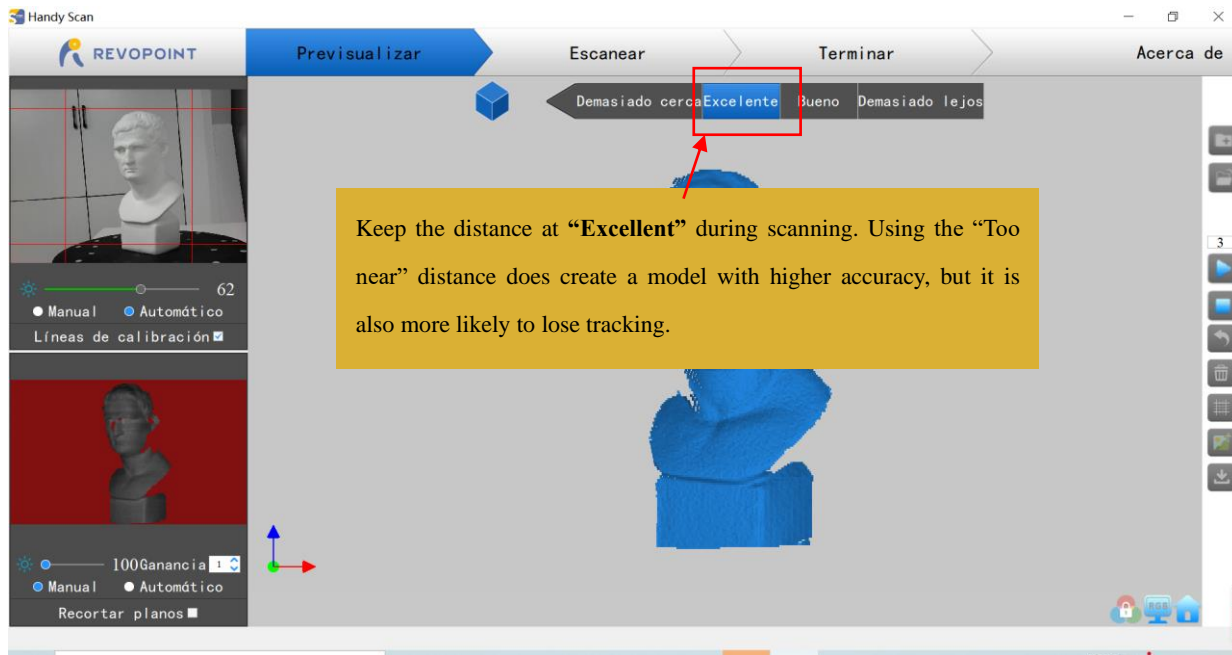 Handy Scan
REVOPOINT
Previsualizar
Escanear
Terminar
Acerca de
Demasiado cerca Excelente Bueno Demasiado lejos
Keep the distance at “Excellent” during scanning. Using the “Too
near” distance does create a model with higher accuracy, but it is
also more likely to lose tracking.
3
62
Manual Automático
Líneas de calibración
100 Ganancia 1
Manual Automático
Recortar planos
RGB